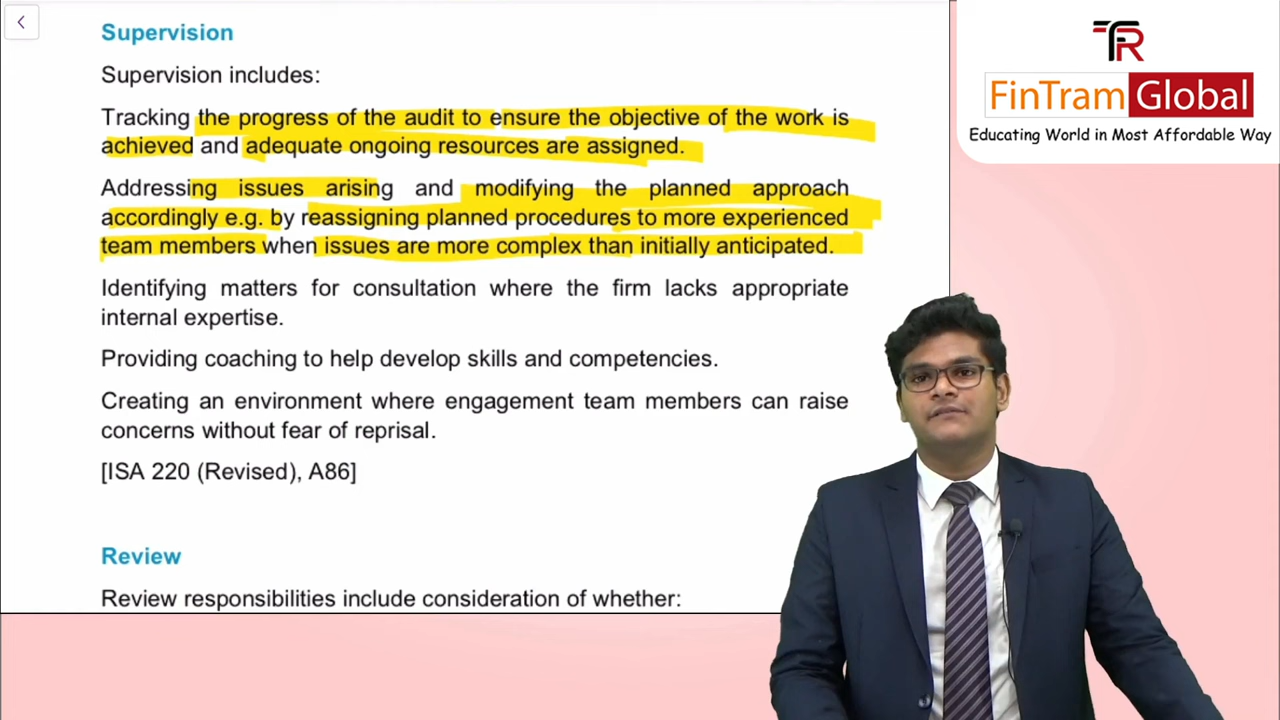 Supervision
Supervision includes:
Tracking the progress of the audit to ensure the objective of the work is
achieved and adequate ongoing resources are assigned.
Addressing issues arising and modifying the planned approach
accordingly e.g. by reassigning planned procedures to more experienced
team members when issues are more complex than initially anticipated.
Identifying matters for consultation where the firm lacks appropriate
internal expertise.
Providing coaching to help develop skills and competencies.
Creating an environment where engagement team members can raise
concerns without fear of reprisal.
[ISA 220 (Revised), A86]
Review
Review responsibilities include consideration of whether:
FinTram Global
Educating World in Most Affordable Way